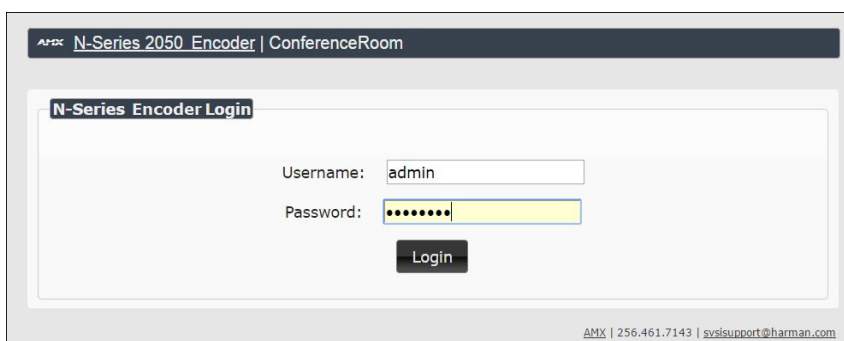 AMX N-Series 2050 Encoder | ConferenceRoom
N-Series Encoder Login
Username: admin
Password: ••••••••
Login
AMX | 256.461.7143 | svsisupport@harman.com